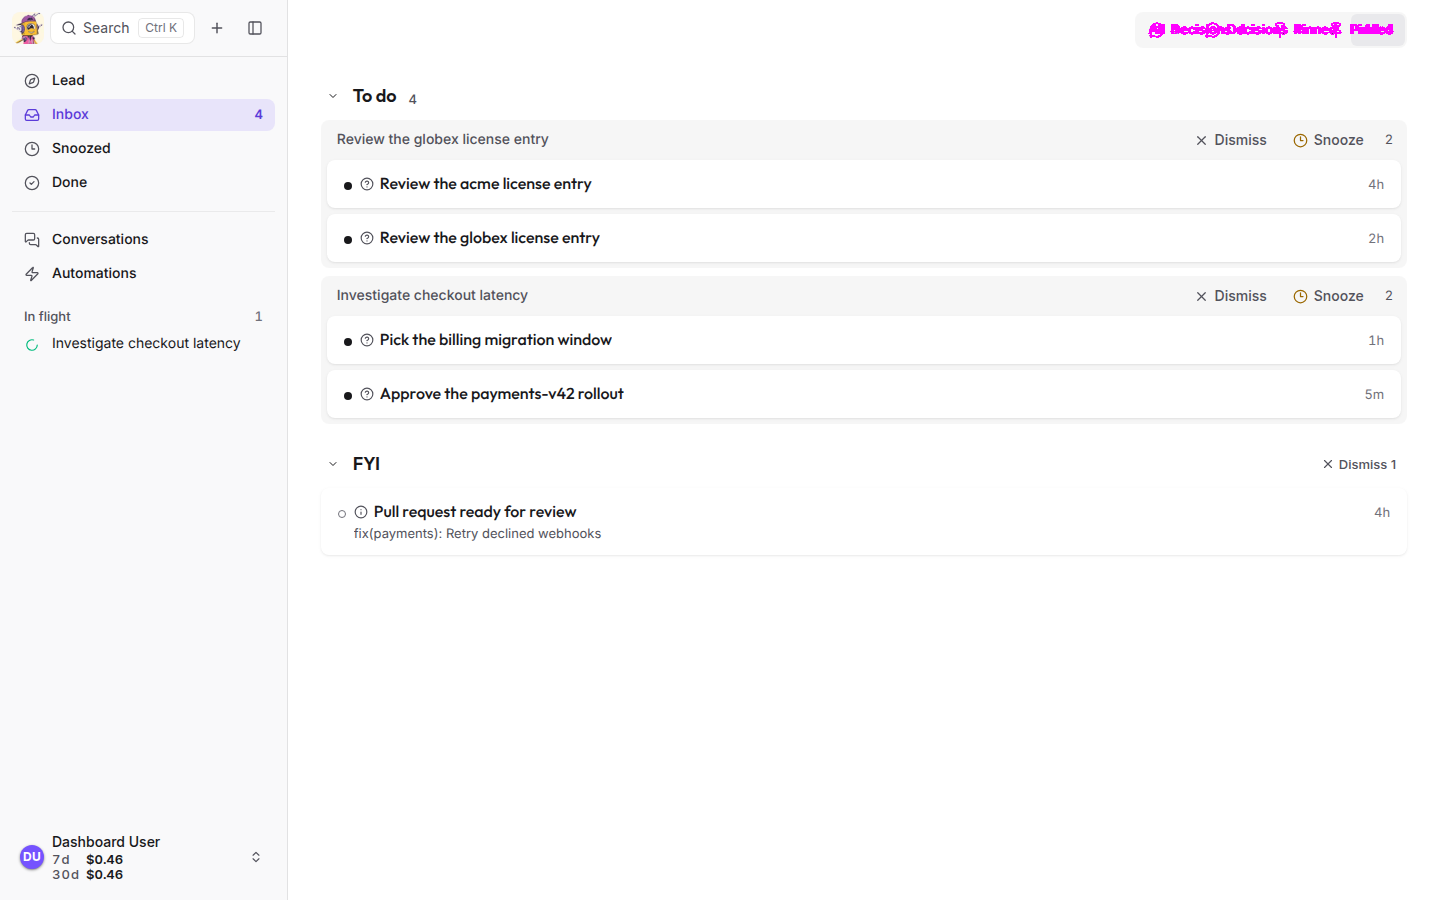 Search Ctrl K
Lead
Inbox 4
Snoozed
Done
Conversations
Automations
In flight 1
Investigate checkout latency
Dashboard User
DU
7d $0.46
30d $0.46
To do 4
Review the globex license entry Dismiss Snooze 2
Review the acme license entry 4h
Review the globex license entry 2h
Investigate checkout latency Dismiss Snooze 2
Pick the billing migration window 1h
Approve the payments-v42 rollout 5m
FYI Dismiss 1
Pull request ready for review 4h
fix(payments): Retry declined webhooks